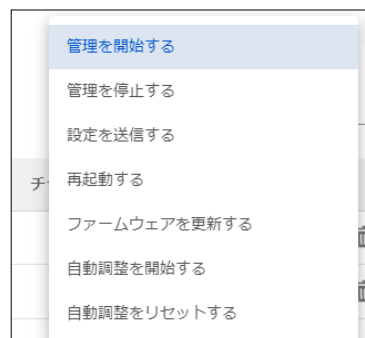 管理を開始する
管理を停止する
設定を送信する
チ
再起動する
ファームウェアを更新する
自動調整を開始する
自動調整をリセットする